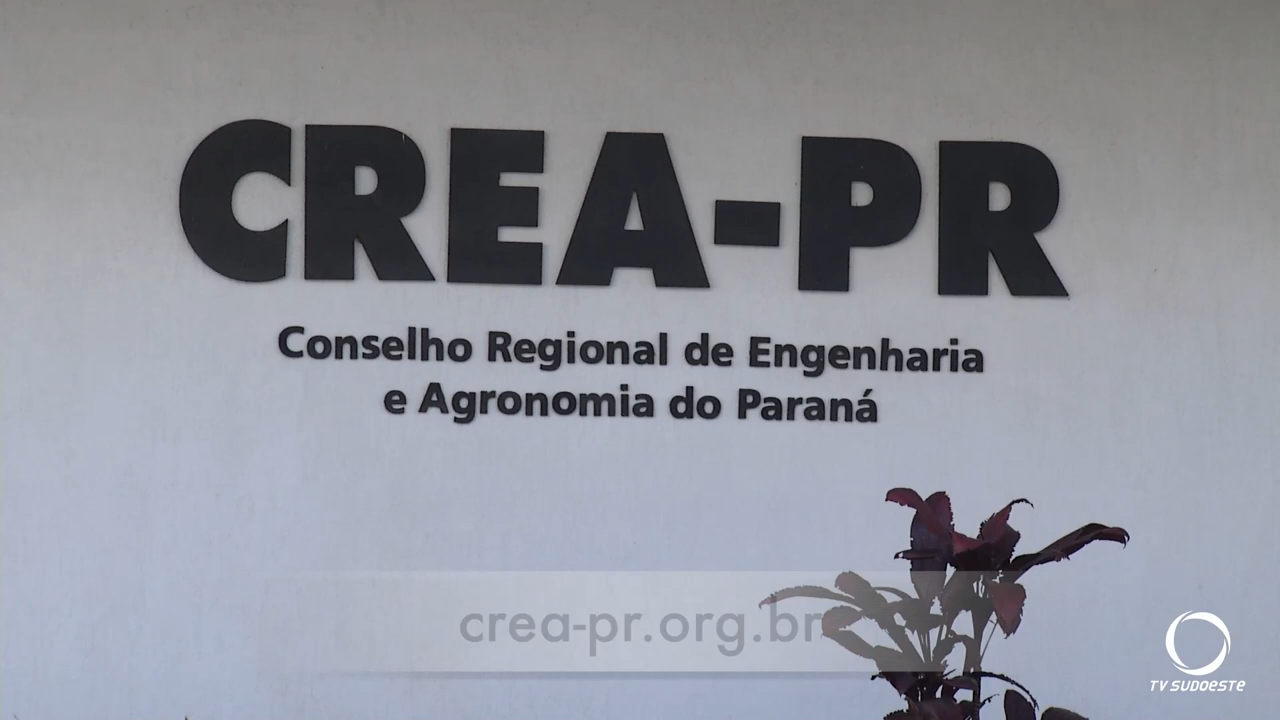 CREA-PR
Conselho Regional de Engenharia
e Agronomia do Paraná
crea-pr.org.br
TV SUDOESTE